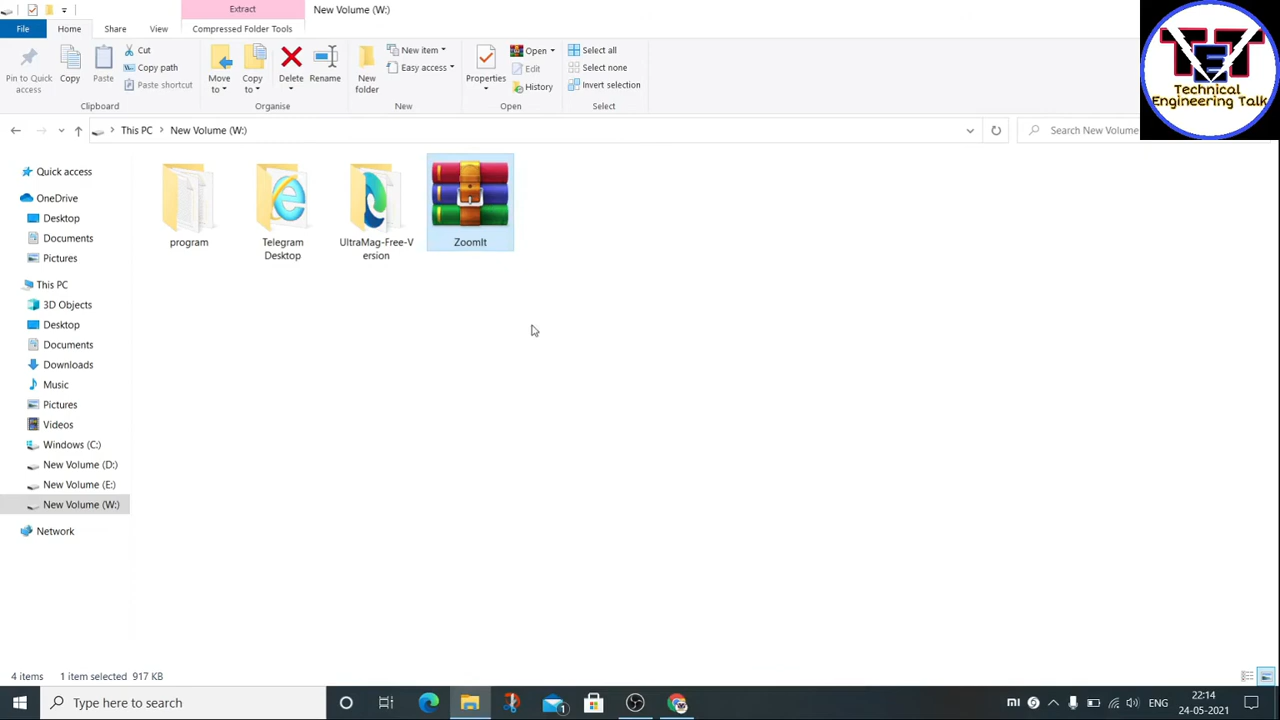 Extract
New Volume (W:)
File
Home
Share
View
Compressed Folder Tools
Pin to Quick access
Copy
Paste
Cut
Copy path
Paste shortcut
Clipboard
Move to
Copy to
Delete
Rename
Organise
New folder
New item
Easy access
New
Properties
Open
Edit
History
Open
Select all
Select none
Invert selection
Select
This PC
New Volume (W:)
Search New Volume
TET
Technical
Engineering Talk
Quick access
OneDrive
Desktop
Documents
Pictures
This PC
3D Objects
Desktop
Documents
Downloads
Music
Pictures
Videos
Windows (C:)
New Volume (D:)
New Volume (E:)
New Volume (W:)
Network
program
Telegram
Desktop
UltraMag-Free-V
ersion
ZoomIt
4 items
1 item selected 917 KB
Type here to search
1
ENG
22:14
24-05-2021